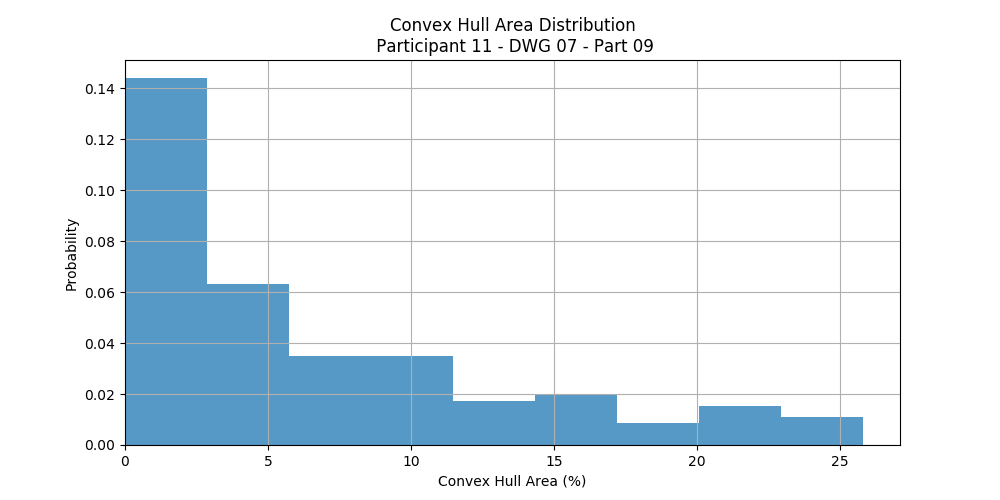 Convex Hull Area Distribution
Participant 11 - DWG 07 - Part 09
Probability
0.14
0.12
0.10
0.08
0.06
0.04
0.02
0.00
0 5 10 15 20 25
Convex Hull Area (%)